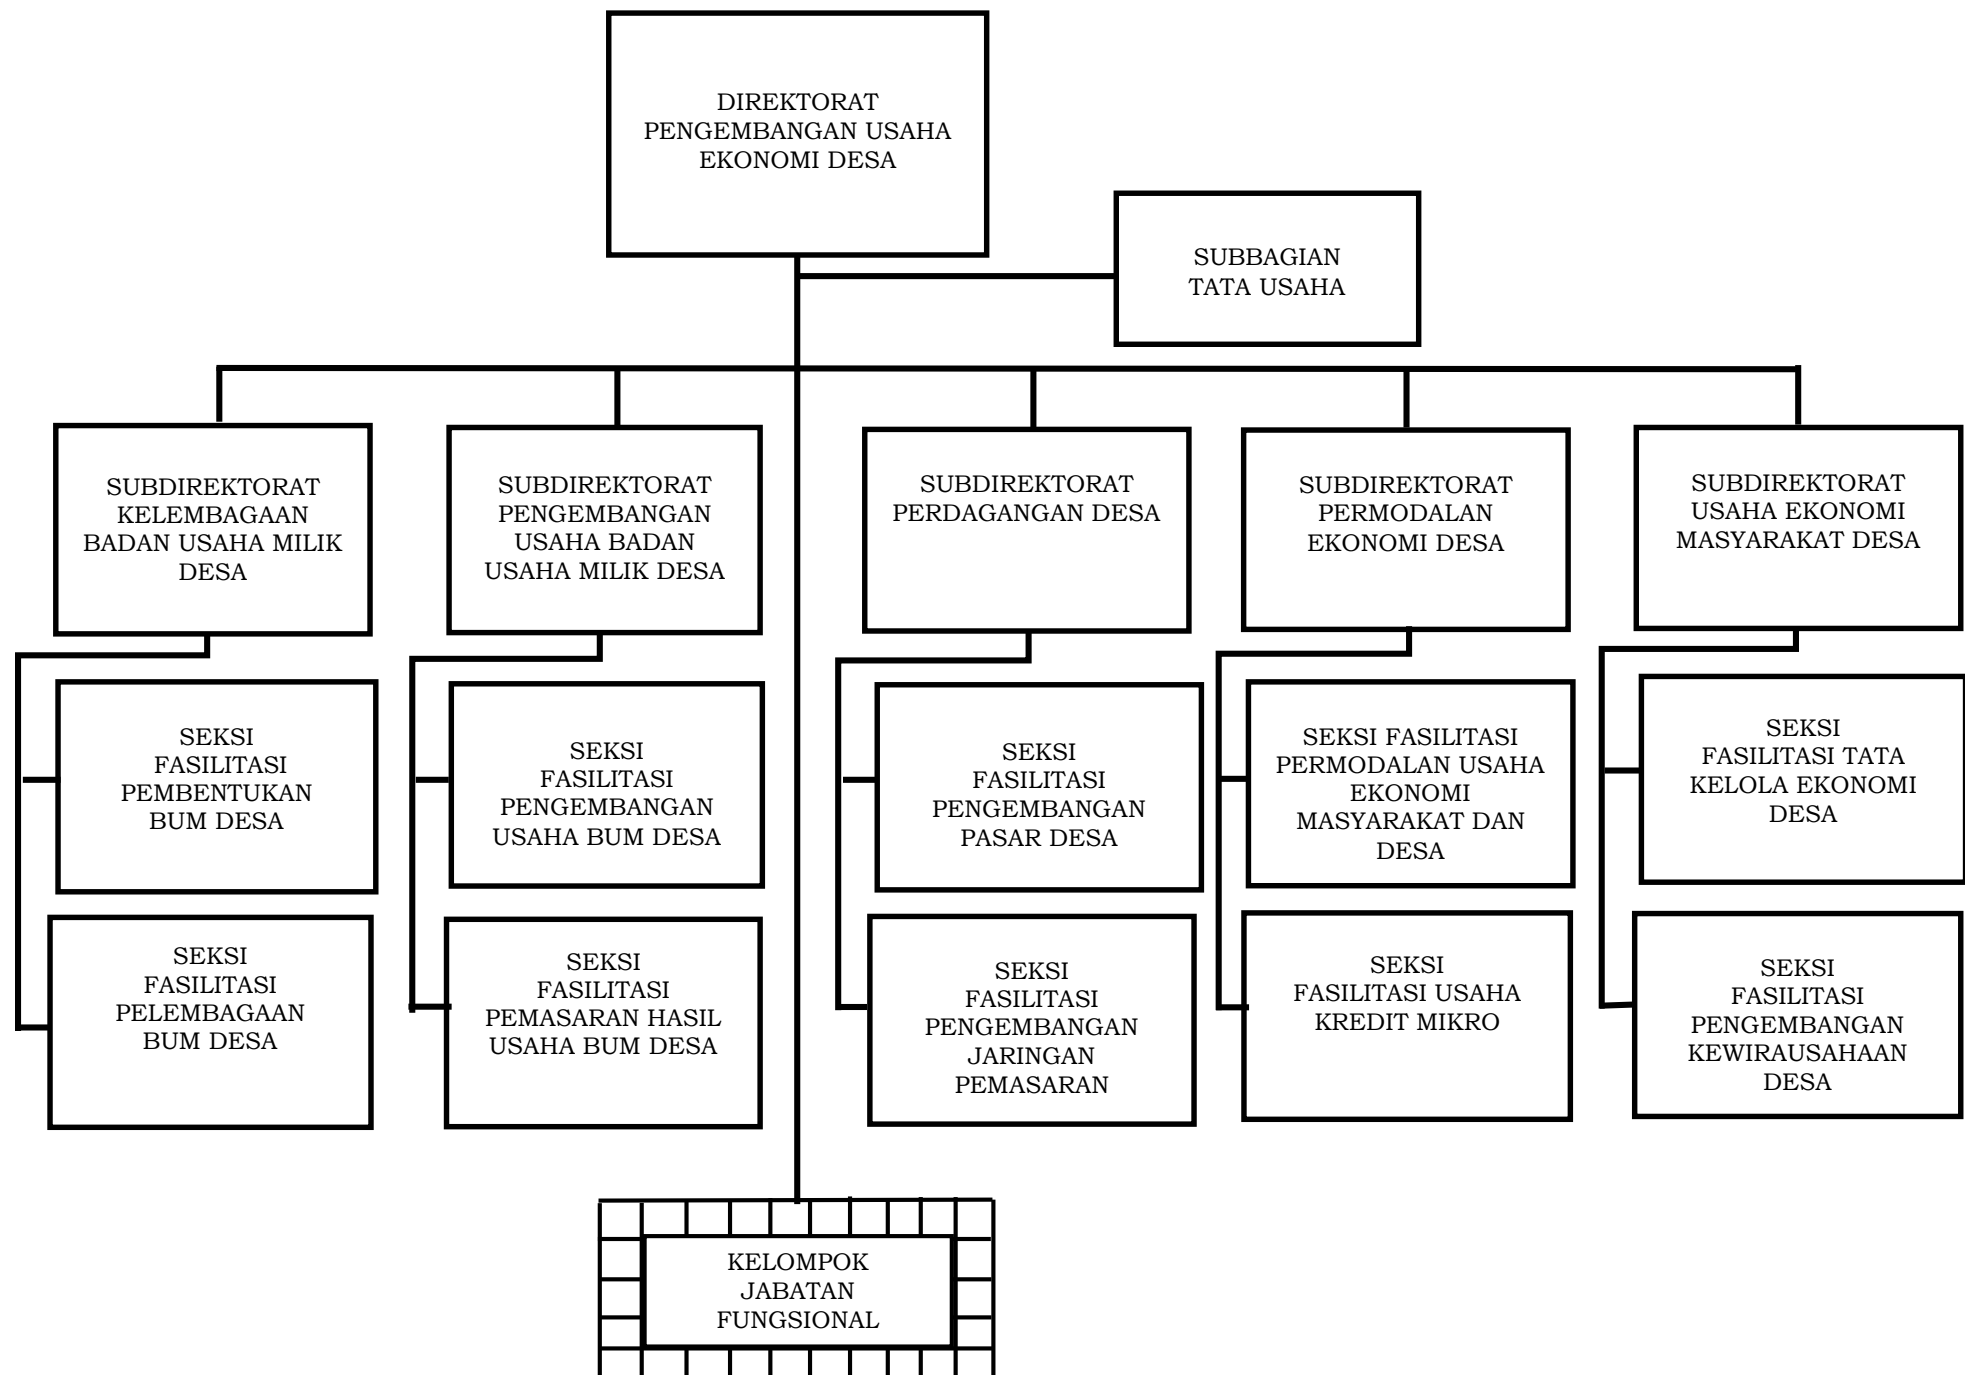 DIREKTORAT
PENGEMBANGAN USAHA
EKONOMI DESA
SUBBAGIAN
TATA USAHA
SUBDIREKTORAT
KELEMBAGAAN
BADAN USAHA MILIK
DESA
SUBDIREKTORAT
PENGEMBANGAN
USAHA BADAN
USAHA MILIK DESA
SUBDIREKTORAT
PERDAGANGAN DESA
SUBDIREKTORAT
PERMODALAN
EKONOMI DESA
SUBDIREKTORAT
USAHA EKONOMI
MASYARAKAT DESA
SEKSI
FASILITASI
PEMBENTUKAN
BUM DESA
SEKSI
FASILITASI
PENGEMBANGAN
USAHA BUM DESA
SEKSI
FASILITASI
PENGEMBANGAN
PASAR DESA
SEKSI FASILITASI
PERMODALAN USAHA
EKONOMI
MASYARAKAT DAN
DESA
SEKSI
FASILITASI TATA
KELOLA EKONOMI
DESA
SEKSI
FASILITASI
PELEMBAGAAN
BUM DESA
SEKSI
FASILITASI
PEMASARAN HASIL
USAHA BUM DESA
SEKSI
FASILITASI
PENGEMBANGAN
JARINGAN
PEMASARAN
SEKSI
FASILITASI USAHA
KREDIT MIKRO
SEKSI
FASILITASI
PENGEMBANGAN
KEWIRAUSAHAAN
DESA
KELOMPOK
JABATAN
FUNGSIONAL